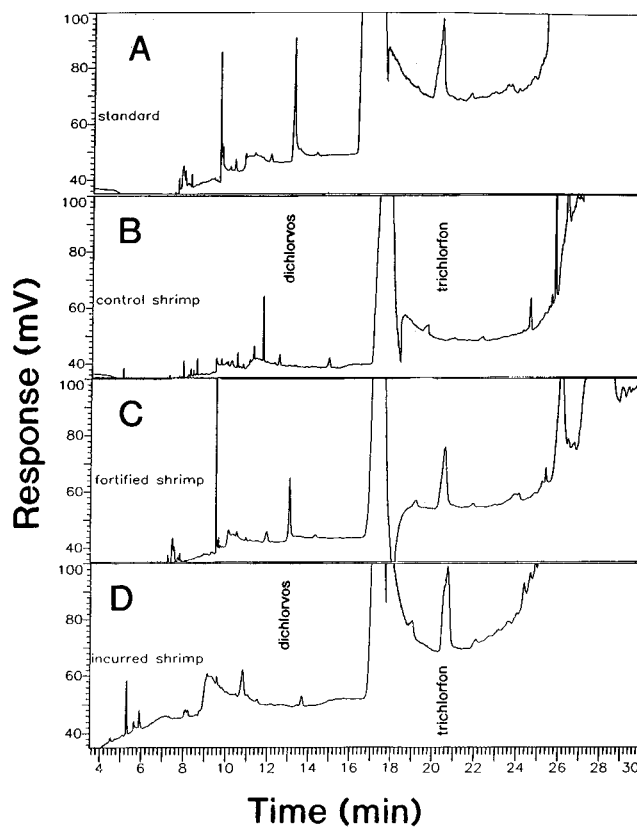 Response (mV)
A
100
80
60
40
standard
B
100
80
60
40
control shrimp
dichlorvos
trichlorfon
C
100
80
60
40
fortified shrimp
D
100
80
60
40
incurred shrimp
dichlorvos
trichlorfon
4 6 8 10 12 14 16 18 20 22 24 26 28 30
Time (min)